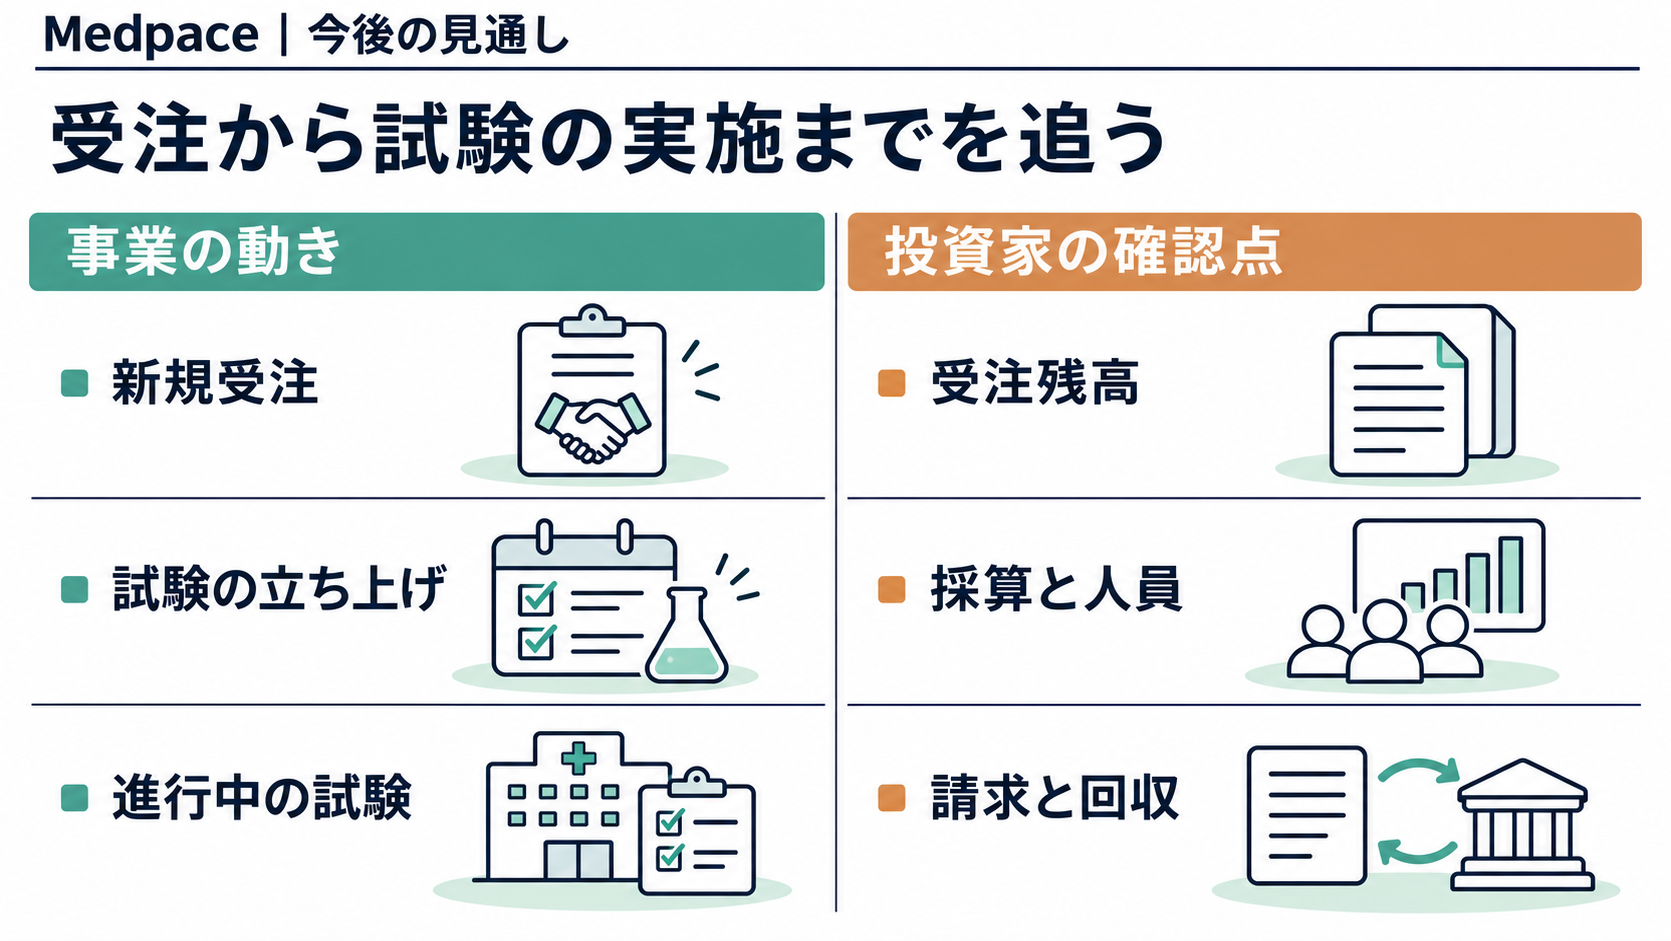 Medpace | 今後の見通し
受注から試験の実施までを追う
事業の動き
新規受注
試験の立ち上げ
進行中の試験
投資家の確認点
受注残高
採算と人員
請求と回収